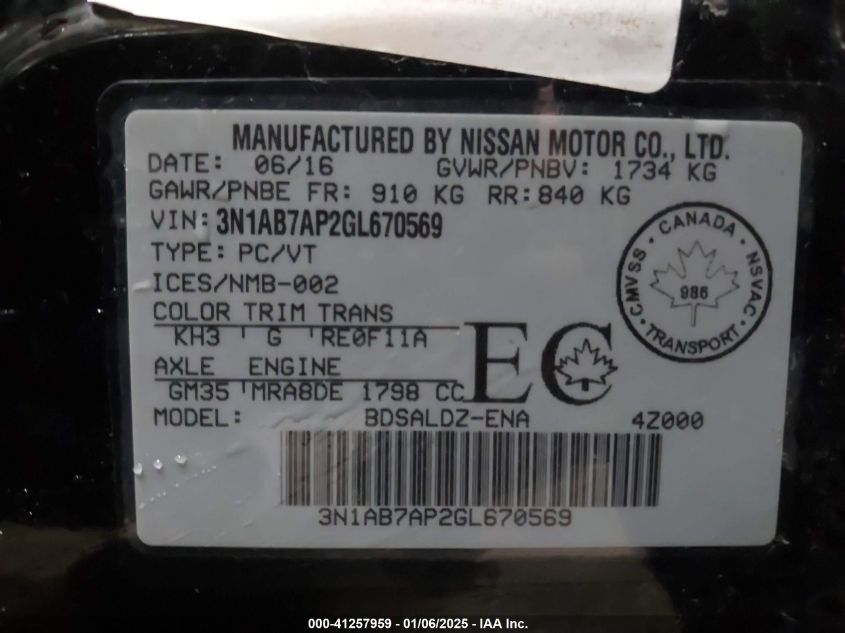 MANUFACTURED BY NISSAN MOTOR CO., LTD.
DATE: 06/16 GVWR/PNBV: 1734 KG
GAWR/PNBE FR: 910 KG RR: 840 KG
VIN: 3N1AB7AP2GL670569
TYPE: PC/VT
ICES/NMB-002
COLOR TRIM TRANS
KH3 G RE0F11A
AXLE ENGINE
GM35 MRA8DE 1798 CC
EC
MODEL: BDSALDZ-ENA 4Z000
CANADA
CMVSS NSVAC
986
TRANSPORT
3N1AB7AP2GL670569
000-41257959 | 01/06/2025 - IAA Inc.